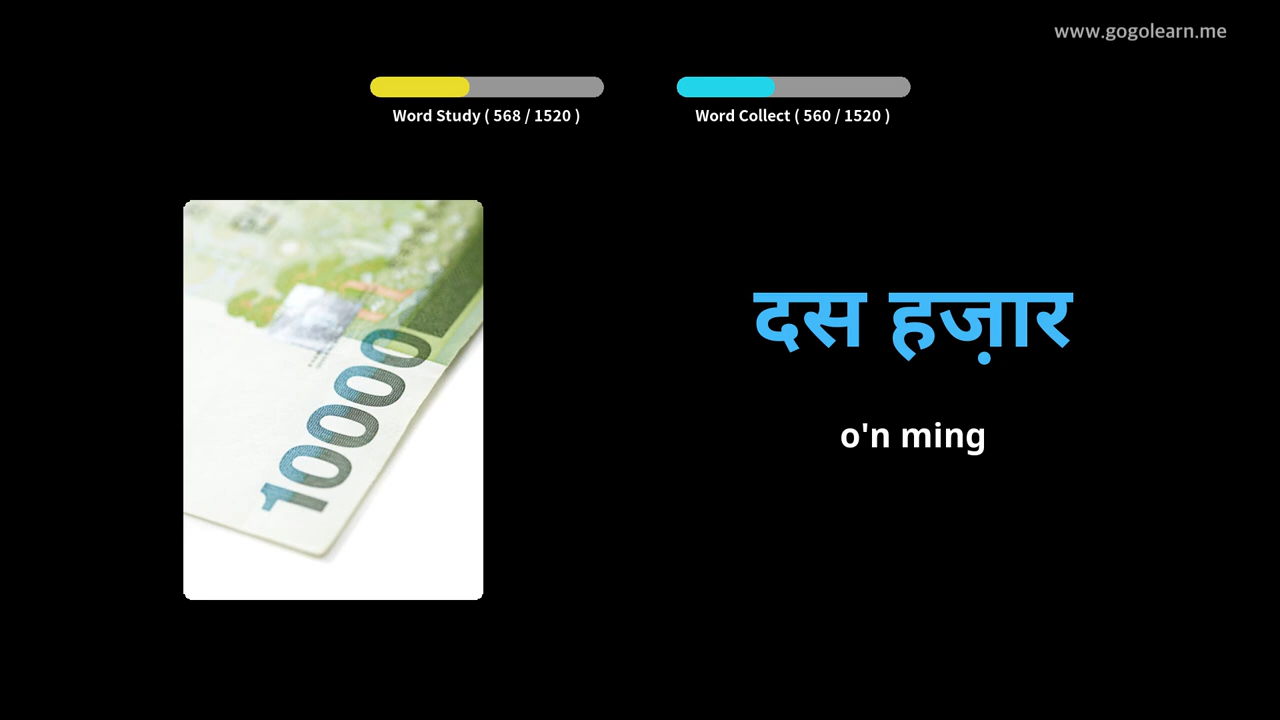 www.gogolearn.me
Word Study ( 568 / 1520 )
Word Collect ( 560 / 1520 )
10000
दस हज़ार
o'n ming